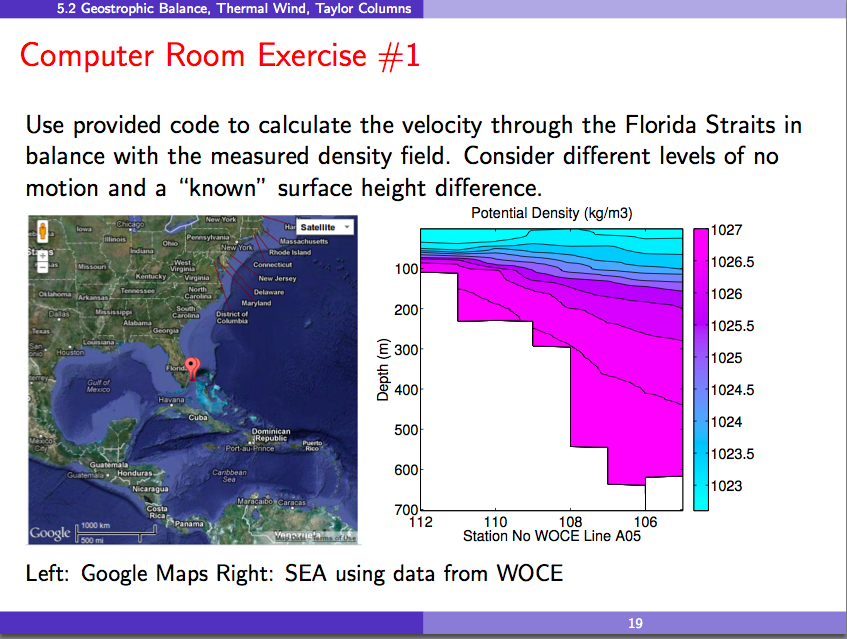 5.2 Geostrophic Balance, Thermal Wind, Taylor Columns
Computer Room Exercise #1
Use provided code to calculate the velocity through the Florida Straits in
balance with the measured density field. Consider different levels of no
motion and a “known” surface height difference.
New York
Chicago
Iowa
Illinois
Indiana
Ohio
Pennsylvania
New York
Satellite
Massachusetts
Rhode Island
Connecticut
New Jersey
Delaware
Maryland
District of
Columbia
Missouri
West
Virginia
Kentucky
Virginia
Oklahoma
Arkansas
Tennessee
North
Carolina
Dallas
Mississippi
South
Carolina
Alabama
Georgia
Texas
Louisiana
San
Houston
Florida
Gulf of
Mexico
Havana
Cuba
Mexico
City
Dominican
Republic
Port-au-Prince
Puerto
Rico
Guatemala
Guatemala
Honduras
Caribbean
Sea
Nicaragua
Costa
Rica
Panama
Maracaibo
Caracas
Venezuela
Google
1000 km
500 mi
Terms of Use
Potential Density (kg/m3)
Depth (m)
100
200
300
400
500
600
700
112
110
108
106
Station No WOCE Line A05
1027
1026.5
1026
1025.5
1025
1024.5
1024
1023.5
1023
Left: Google Maps Right: SEA using data from WOCE
19